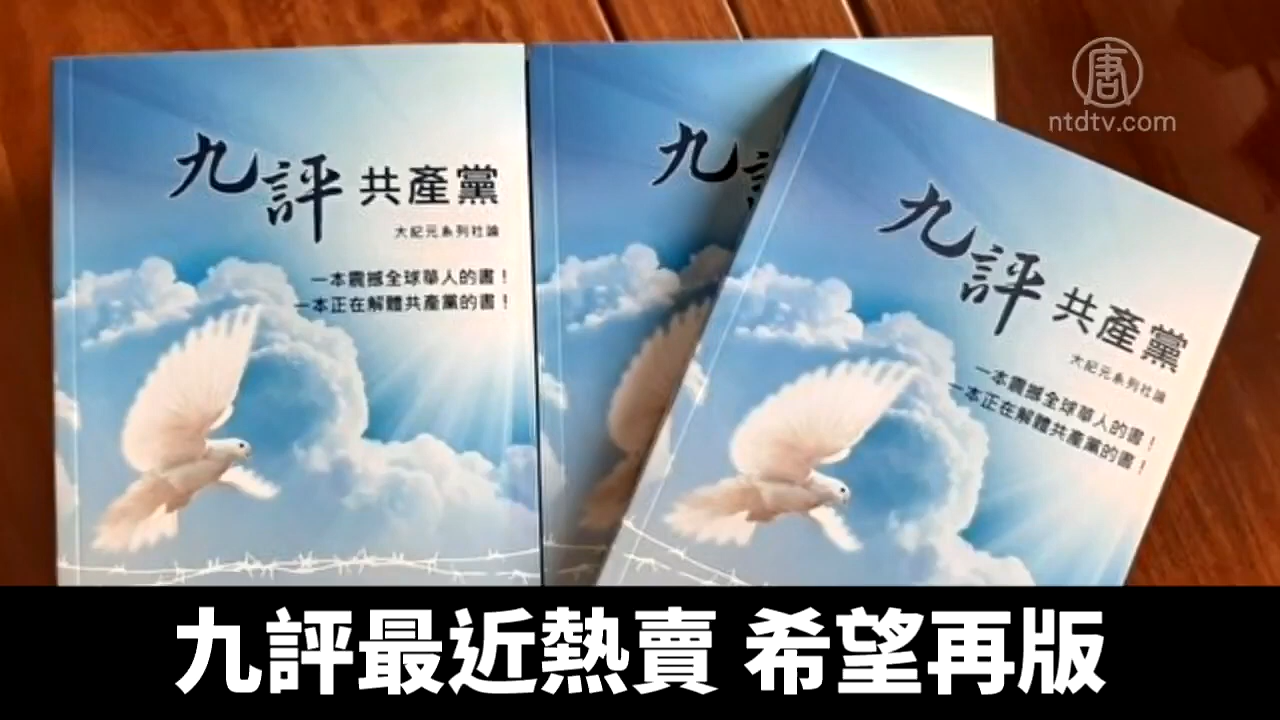 九評 共產黨
大紀元系列社論
一本震撼全球華人的書！
一本正在解體共產黨的書！
九評
唐
ntdtv.com
九評 共產黨
大紀元系列社論
一本震撼全球華人的書！
一本正在解體共產黨的書！
九評最近熱賣 希望再版